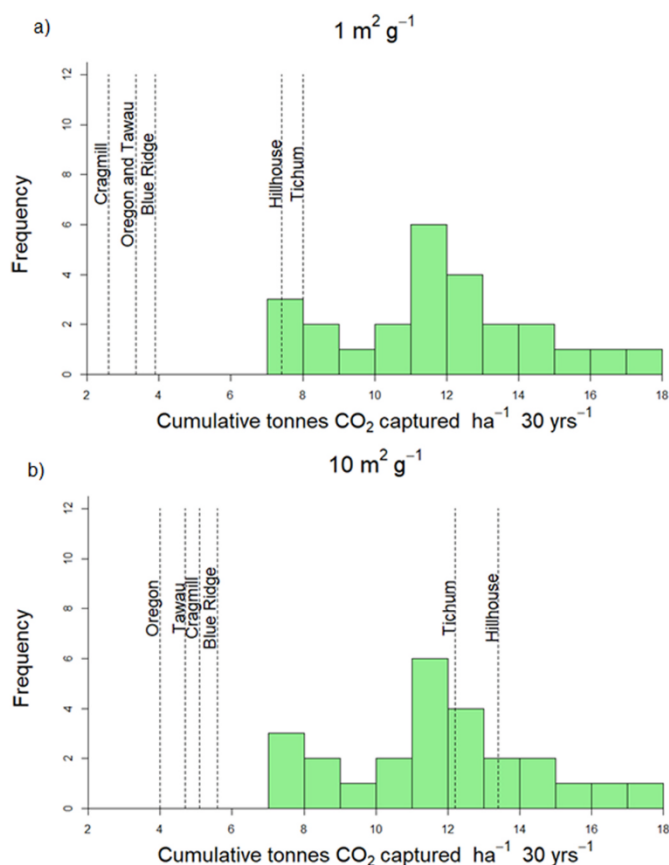 a)
1 m² g⁻¹
12
10
8
6
4
2
0
Frequency
Cragmill
Oregon and Tawau
Blue Ridge
Hillhouse
Tichum
2 4 6 8 10 12 14 16 18
Cumulative tonnes CO₂ captured ha⁻¹ 30 yrs⁻¹
b)
10 m² g⁻¹
12
10
8
6
4
2
0
Frequency
Oregon
Tawau
Cragmill
Blue Ridge
Tichum
Hillhouse
2 4 6 8 10 12 14 16 18
Cumulative tonnes CO₂ captured ha⁻¹ 30 yrs⁻¹